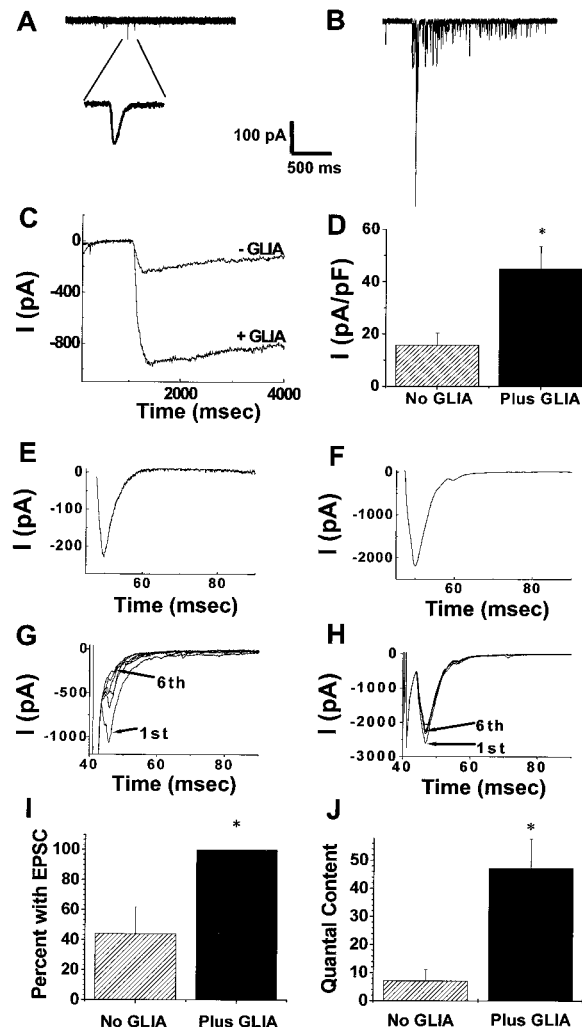 A
B
100 pA
500 ms
C
I (pA)
0
-400
-800
- GLIA
+ GLIA
2000
4000
Time (msec)
D
I (pA/pF)
60
40
20
0
*
No GLIA
Plus GLIA
E
I (pA)
0
-100
-200
60
80
Time (msec)
F
I (pA)
0
-1000
-2000
60
80
Time (msec)
G
I (pA)
0
-500
-1000
6th
1st
40
60
80
Time (msec)
H
I (pA)
0
-1000
-2000
-3000
6th
1st
40
60
80
Time (msec)
I
Percent with EPSC
100
80
60
40
20
0
*
No GLIA
Plus GLIA
J
Quantal Content
50
40
30
20
10
0
*
No GLIA
Plus GLIA